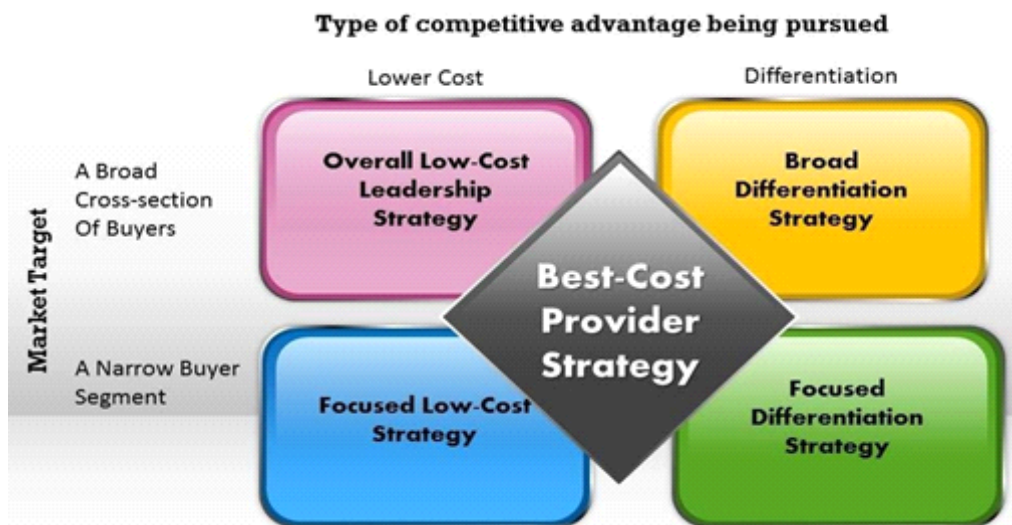 Type of competitive advantage being pursued
Lower Cost
Differentiation
Market Target
A Broad
Cross-section
Of Buyers
Overall Low-Cost
Leadership
Strategy
Broad
Differentiation
Strategy
Best-Cost
Provider
Strategy
A Narrow Buyer
Segment
Focused Low-Cost
Strategy
Focused
Differentiation
Strategy